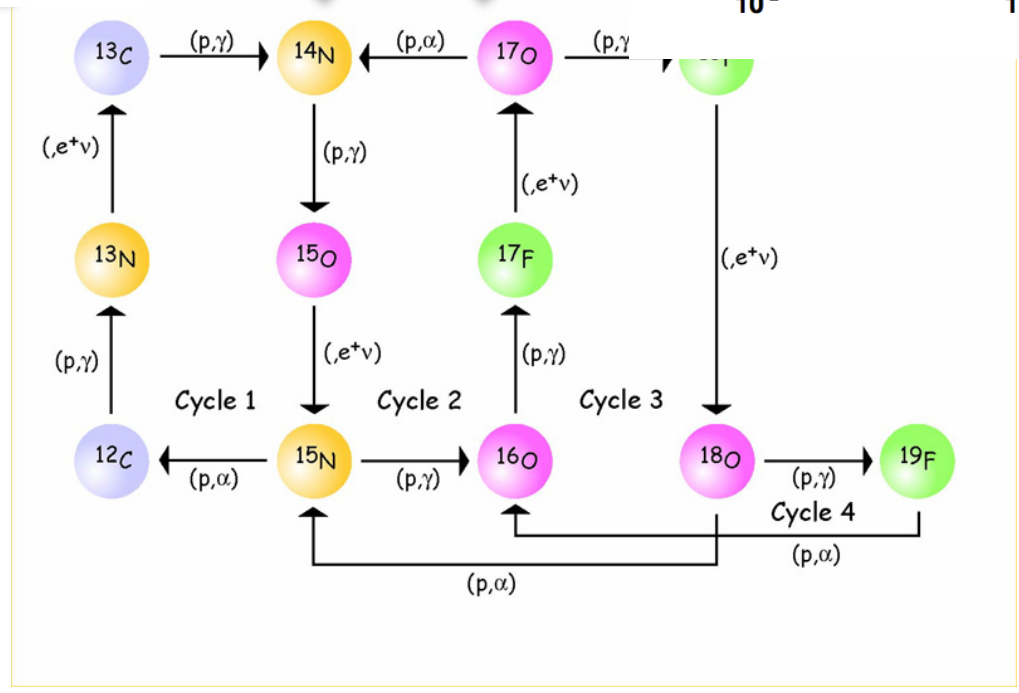 10
13C (p,γ) 14N (p,α) 17O (p,γ
(,e+ν) (p,γ) (,e+ν)
13N 15O 17F (,e+ν)
(p,γ) (,e+ν) (p,γ)
Cycle 1 Cycle 2 Cycle 3
12C (p,α) 15N (p,γ) 16O 18O (p,γ) 19F
Cycle 4
(p,α)
(p,α)